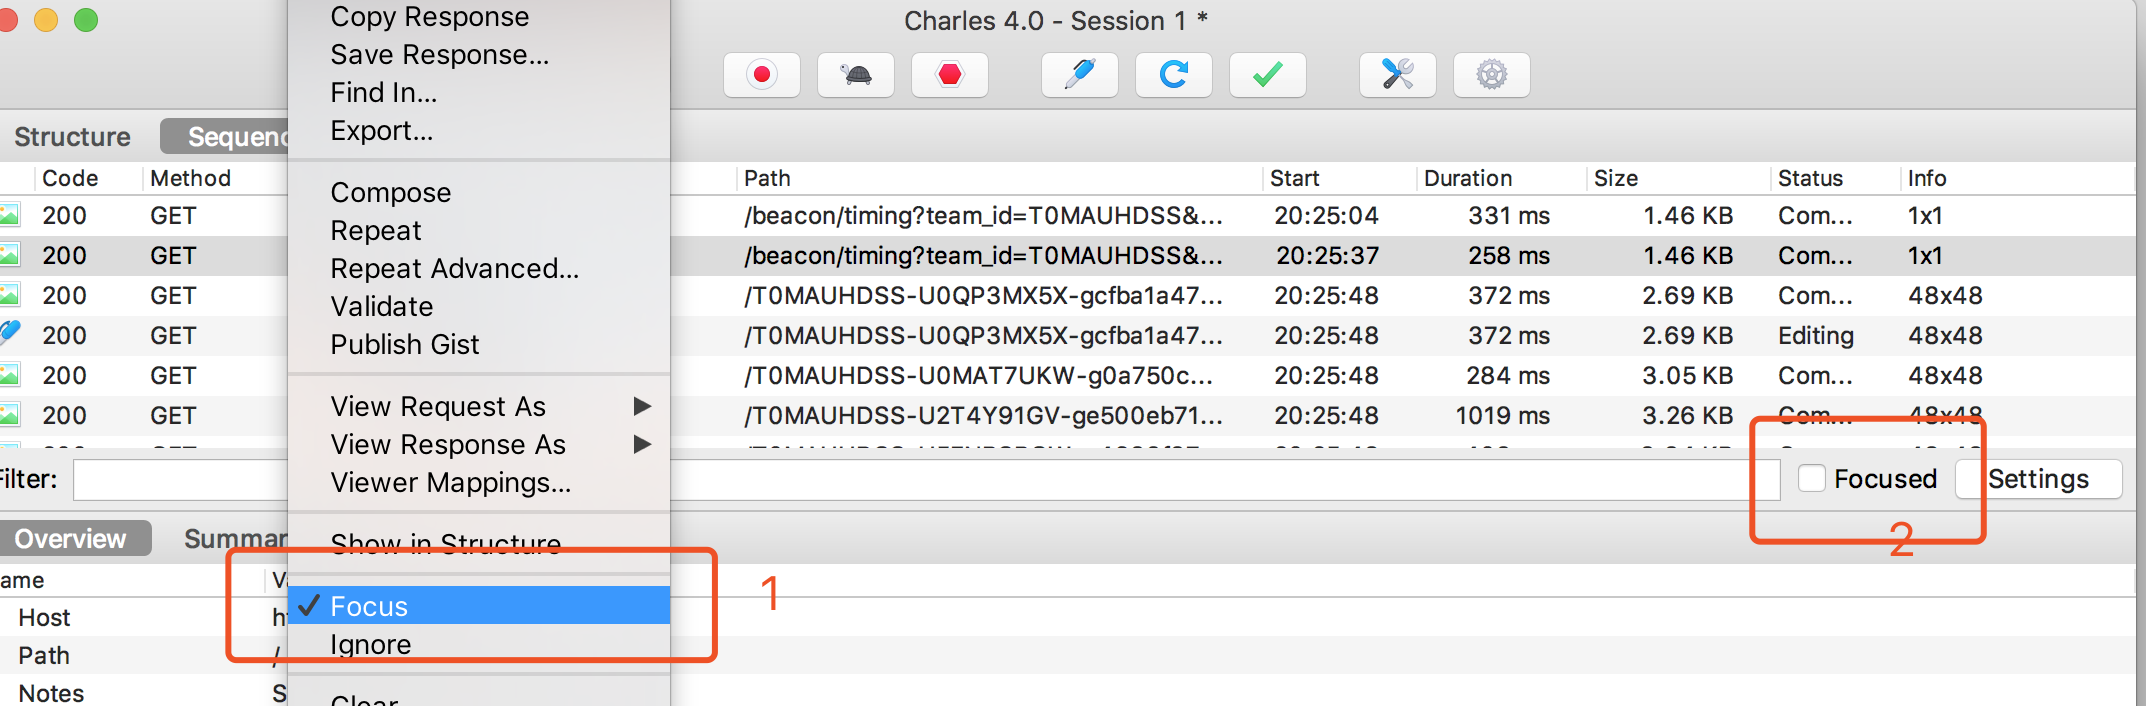 Charles 4.0 - Session 1 *
Copy Response
Save Response...
Find In...
Export...
Compose
Repeat
Repeat Advanced...
Validate
Publish Gist
View Request As
View Response As
Viewer Mappings...
Show in Structure
Focus
Ignore
Clear
1
Structure Sequenc
Code Method Path Start Duration Size Status Info
200 GET /beacon/timing?team_id=T0MAUHDSS&... 20:25:04 331 ms 1.46 KB Com... 1x1
200 GET /beacon/timing?team_id=T0MAUHDSS&... 20:25:37 258 ms 1.46 KB Com... 1x1
200 GET /T0MAUHDSS-U0QP3MX5X-gcfba1a47... 20:25:48 372 ms 2.69 KB Com... 48x48
200 GET /T0MAUHDSS-U0QP3MX5X-gcfba1a47... 20:25:48 372 ms 2.69 KB Editing 48x48
200 GET /T0MAUHDSS-U0MAT7UKW-g0a750c... 20:25:48 284 ms 3.05 KB Com... 48x48
200 GET /T0MAUHDSS-U2T4Y91GV-ge500eb71... 20:25:48 1019 ms 3.26 KB Com... 48x48
ilter: Focused Settings
2
Overview Summar
ame Va
Host h
Path /
Notes S